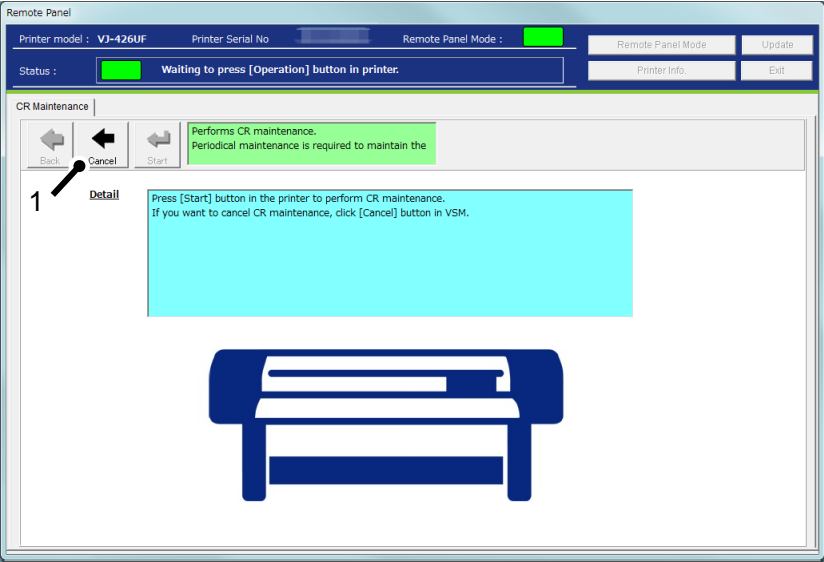 Remote Panel
Printer model : VJ-426UF Printer Serial No Remote Panel Mode :
Remote Panel Mode Update
Status : Waiting to press [Operation] button in printer.
Printer Info. Exit
CR Maintenance
Back Cancel Start
Performs CR maintenance.
Periodical maintenance is required to maintain the
1
Detail
Press [Start] button in the printer to perform CR maintenance.
If you want to cancel CR maintenance, click [Cancel] button in VSM.